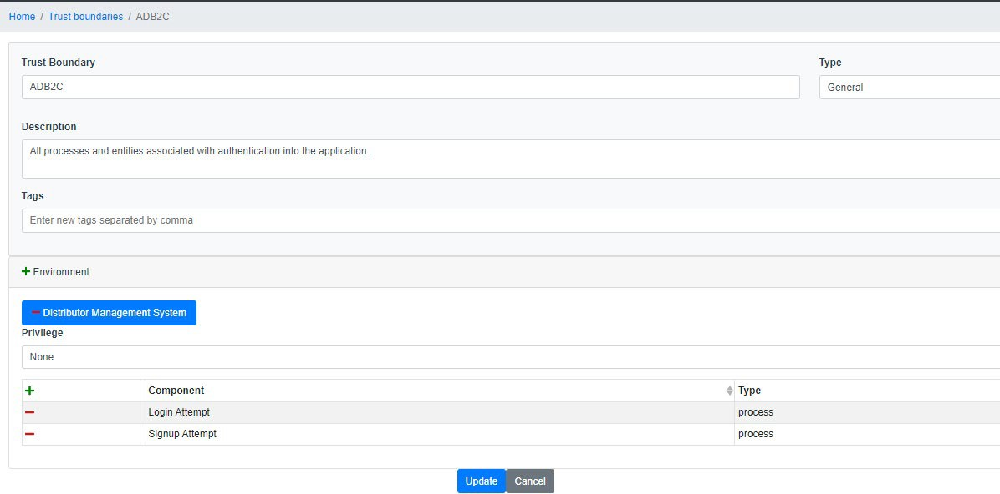 Home / Trust boundaries / ADB2C
Trust Boundary Type
ADB2C General
Description
All processes and entities associated with authentication into the application.
Tags
Enter new tags separated by comma
Environment
Distributor Management System
Privilege
None
Component Type
Login Attempt process
Signup Attempt process
Update Cancel